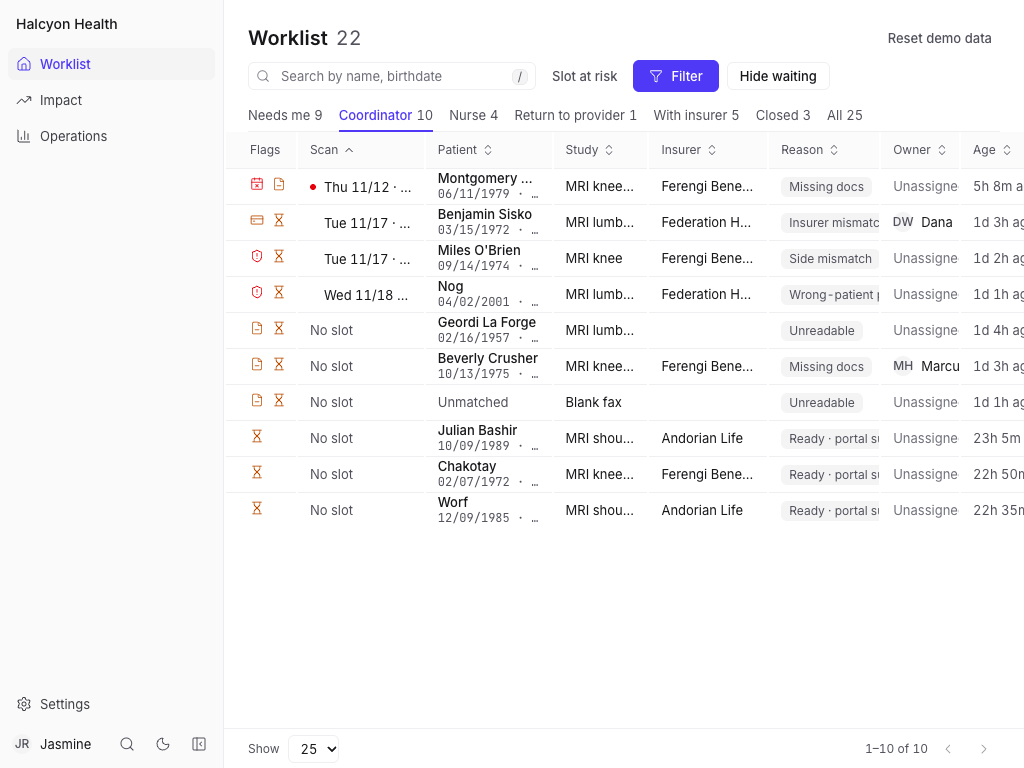 Halcyon Health
Worklist
Impact
Operations
Settings
JR Jasmine
Worklist 22
Reset demo data
Search by name, birthdate /
Slot at risk
Filter
Hide waiting
Needs me 9 Coordinator 10 Nurse 4 Return to provider 1 With insurer 5 Closed 3 All 25
Flags Scan Patient Study Insurer Reason Owner Age
Thu 11/12 · ... Montgomery ... MRI knee... Ferengi Bene... Missing docs Unassigne 5h 8m a
06/11/1979 · …
Tue 11/17 · ... Benjamin Sisko MRI lumb... Federation H... Insurer mismatc DW Dana 1d 3h ag
03/15/1972 · …
Tue 11/17 · ... Miles O'Brien MRI knee Ferengi Bene... Side mismatch Unassigne 1d 2h ag
09/14/1974 · …
Wed 11/18 ... Nog MRI lumb... Federation H... Wrong-patient p Unassigne 1d 1h ag
04/02/2001 · …
No slot Geordi La Forge MRI lumb... Unreadable Unassigne 1d 4h ag
02/16/1957 · …
No slot Beverly Crusher MRI knee... Ferengi Bene... Missing docs MH Marcu 1d 3h ag
10/13/1975 · …
No slot Unmatched Blank fax Unreadable Unassigne 1d 1h ag
No slot Julian Bashir MRI shou... Andorian Life Ready · portal su Unassigne 23h 5m
10/09/1989 · …
No slot Chakotay MRI knee... Ferengi Bene... Ready · portal su Unassigne 22h 50m
02/07/1972 · …
No slot Worf MRI shou... Andorian Life Ready · portal su Unassigne 22h 35m
12/09/1985 · …
Show 25
1–10 of 10